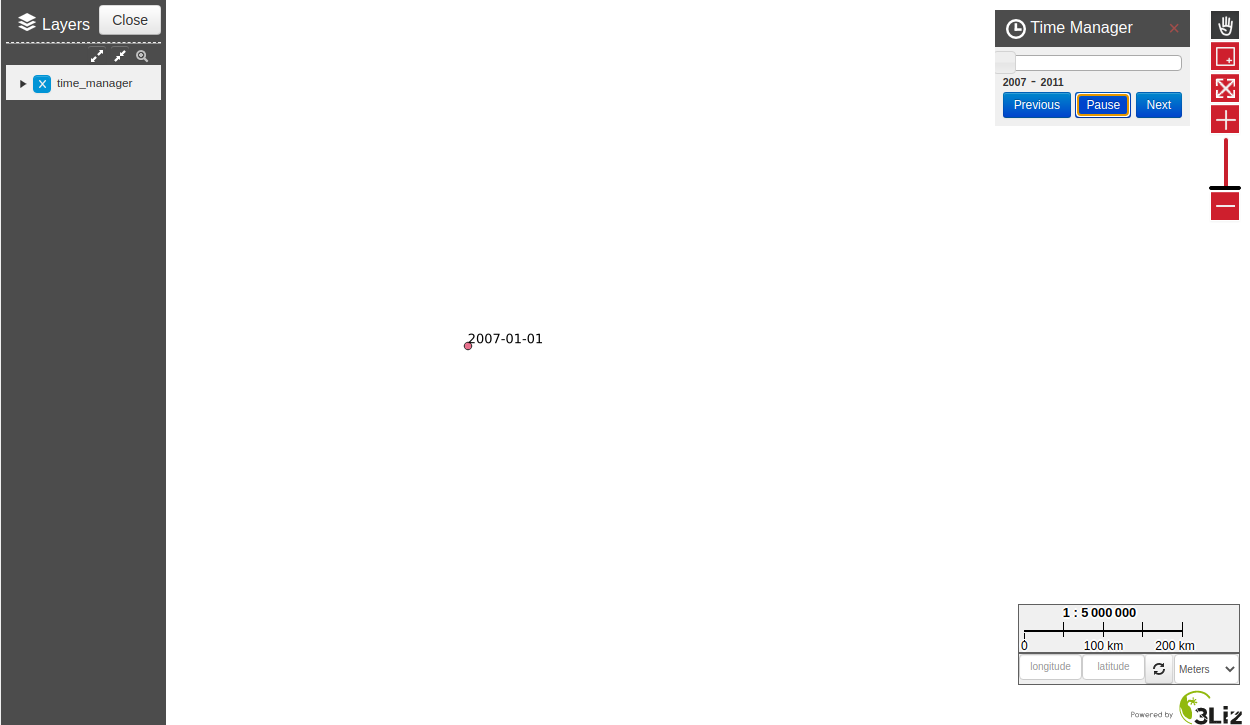 Layers
Close
X time_manager
Time Manager ×
2007 - 2011
Previous Pause Next
2007-01-01
1 : 5 000 000
0 100 km 200 km
longitude latitude Meters
Powered by 3Liz